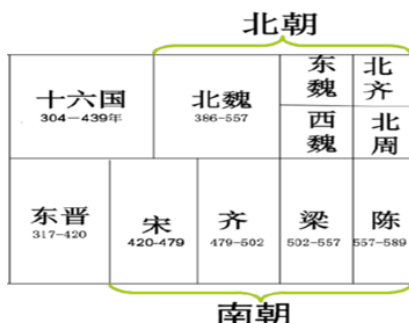 北朝
十六国
304-439年
北魏
386-557
东魏
北齐
西魏
北周
东晋
317-420
宋
420-479
齐
479-502
梁
502-557
陈
557-589
南朝